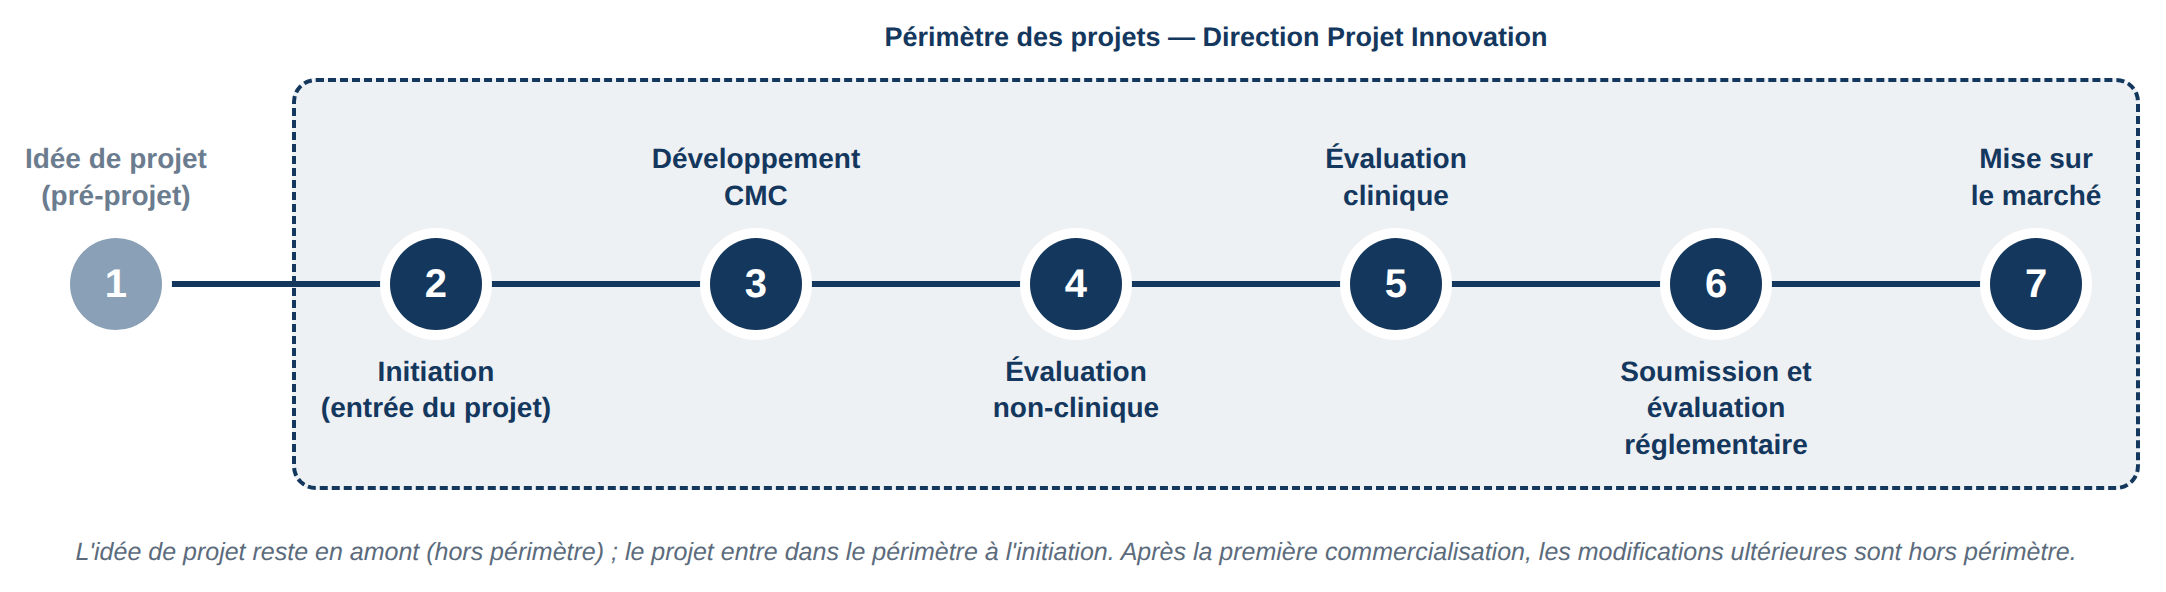 Périmètre des projets — Direction Projet Innovation
Idée de projet
(pré-projet)
Développement
CMC
Évaluation
clinique
Mise sur
le marché
1
2
3
4
5
6
7
Initiation
(entrée du projet)
Évaluation
non-clinique
Soumission et
évaluation
réglementaire
L'idée de projet reste en amont (hors périmètre) ; le projet entre dans le périmètre à l'initiation. Après la première commercialisation, les modifications ultérieures sont hors périmètre.